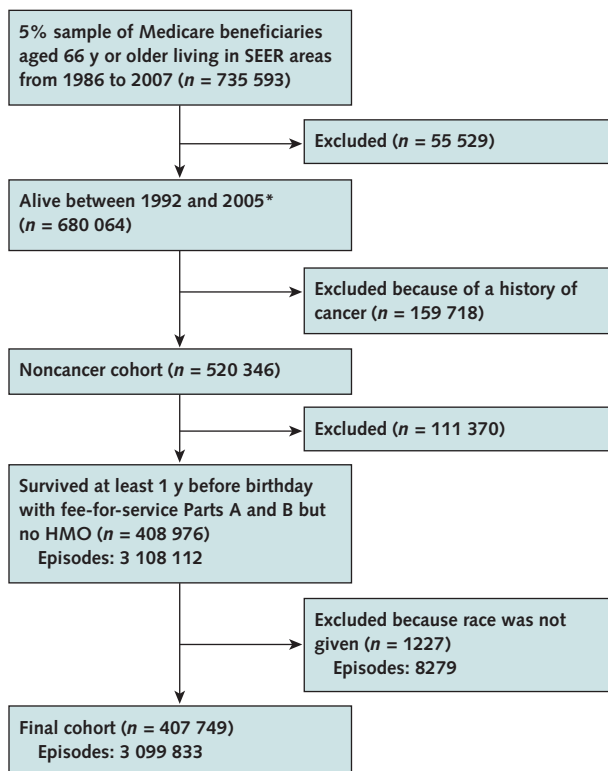 5% sample of Medicare beneficiaries
aged 66 y or older living in SEER areas
from 1986 to 2007 (n = 735 593)
Excluded (n = 55 529)
Alive between 1992 and 2005*
(n = 680 064)
Excluded because of a history of
cancer (n = 159 718)
Noncancer cohort (n = 520 346)
Excluded (n = 111 370)
Survived at least 1 y before birthday
with fee-for-service Parts A and B but
no HMO (n = 408 976)
Episodes: 3 108 112
Excluded because race was not
given (n = 1227)
Episodes: 8279
Final cohort (n = 407 749)
Episodes: 3 099 833